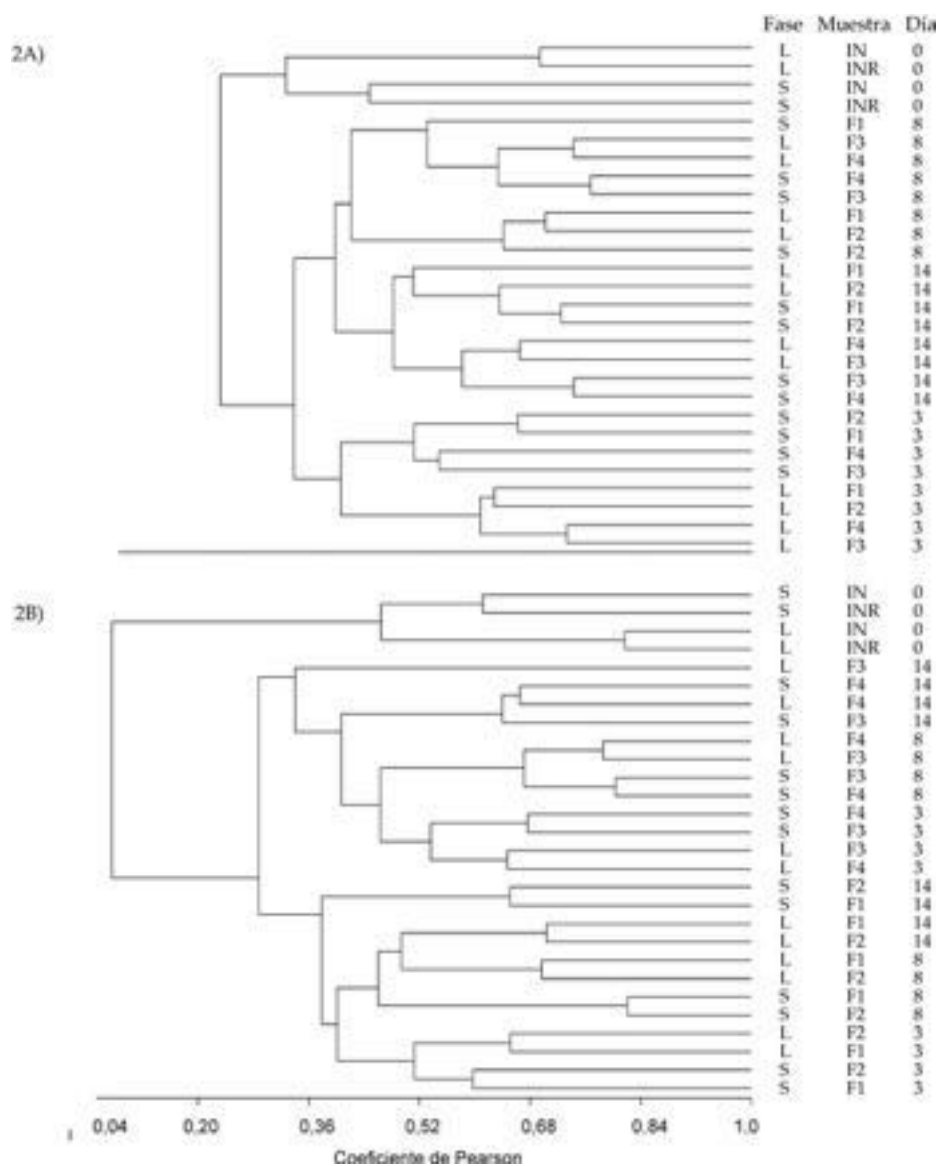 Fase Muestra Día
2A)
L IN 0
L INR 0
S IN 0
S INR 0
S F1 8
L F3 8
L F4 8
S F4 8
S F3 8
L F1 8
L F2 8
S F2 8
L F1 14
L F2 14
S F1 14
S F2 14
L F4 14
L F3 14
S F3 14
S F4 14
S F2 3
S F1 3
S F4 3
S F3 3
L F1 3
L F2 3
L F4 3
L F3 3
2B)
S IN 0
S INR 0
L IN 0
L INR 0
L F3 14
S F4 14
L F4 14
S F3 14
L F4 8
L F3 8
S F3 8
S F4 8
S F4 3
S F3 3
L F3 3
L F4 3
S F2 14
S F1 14
L F1 14
L F2 14
L F1 8
L F2 8
S F1 8
S F2 8
L F2 3
L F1 3
S F2 3
S F1 3
0,04 0,20 0,36 0,52 0,68 0,84 1,0
Coeficiente de Pearson